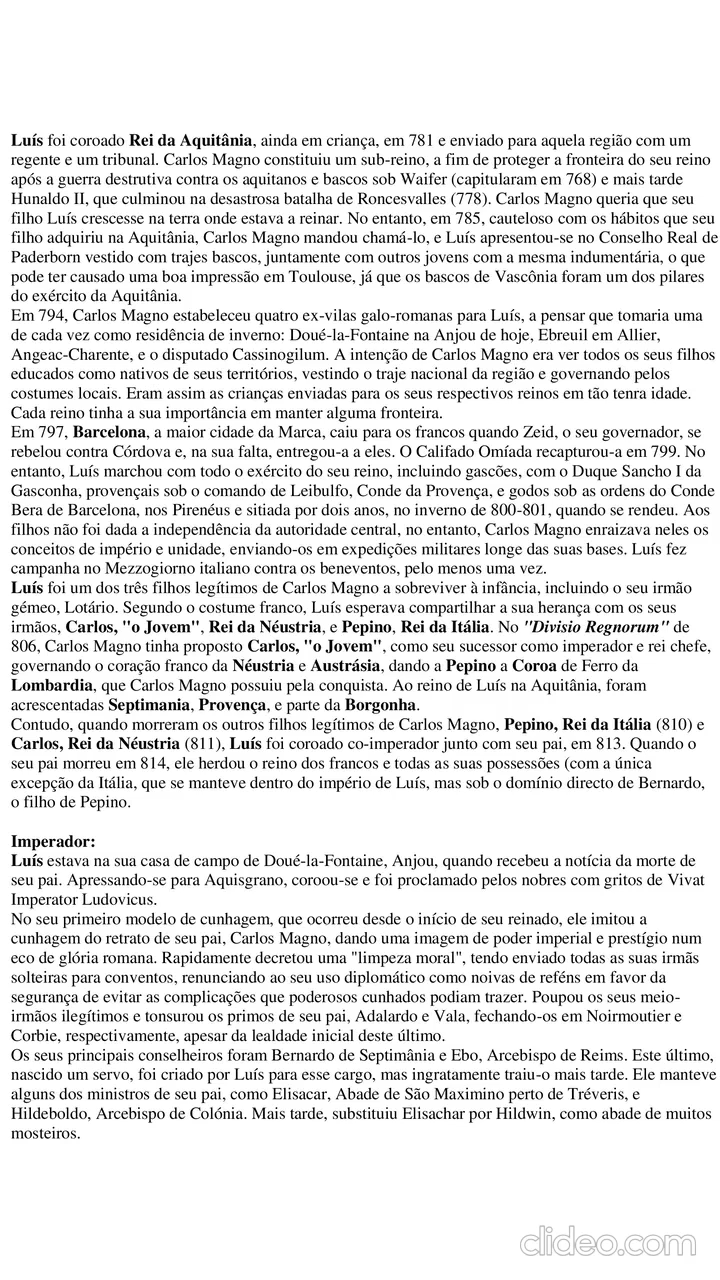 Luís foi coroado Rei da Aquitânia, ainda em criança, em 781 e enviado para aquela região com um
regente e um tribunal. Carlos Magno constituiu um sub-reino, a fim de proteger a fronteira do seu reino
após a guerra destrutiva contra os aquitanos e bascos sob Waifer (capitularam em 768) e mais tarde
Hunaldo II, que culminou na desastrosa batalha de Roncesvalles (778). Carlos Magno queria que seu
filho Luís crescesse na terra onde estava a reinar. No entanto, em 785, cauteloso com os hábitos que seu
filho adquiriu na Aquitânia, Carlos Magno mandou chamá-lo, e Luís apresentou-se no Conselho Real de
Paderborn vestido com trajes bascos, juntamente com outros jovens com a mesma indumentária, o que
pode ter causado uma boa impressão em Toulouse, já que os bascos de Vascônia foram um dos pilares
do exército da Aquitânia.
Em 794, Carlos Magno estabeleceu quatro ex-vilas galo-romanas para Luís, a pensar que tomaria uma
de cada vez como residência de inverno: Doué-la-Fontaine na Anjou de hoje, Ebreuil em Allier,
Angeac-Charente, e o disputado Cassinogilum. A intenção de Carlos Magno era ver todos os seus filhos
educados como nativos de seus territórios, vestindo o traje nacional da região e governando pelos
costumes locais. Eram assim as crianças enviadas para os seus respectivos reinos em tão tenra idade.
Cada reino tinha a sua importância em manter alguma fronteira.
Em 797, Barcelona, a maior cidade da Marca, caiu para os francos quando Zeid, o seu governador, se
rebelou contra Córdova e, na sua falta, entregou-a a eles. O Califado Omíada recapturou-a em 799. No
entanto, Luís marchou com todo o exército do seu reino, incluindo gascões, com o Duque Sancho I da
Gasconha, provençais sob o comando de Leibulfo, Conde da Provença, e godos sob as ordens do Conde
Bera de Barcelona, nos Pirenéus e sitiada por dois anos, no inverno de 800-801, quando se rendeu. Aos
filhos não foi dada a independência da autoridade central, no entanto, Carlos Magno enraizava neles os
conceitos de império e unidade, enviando-os em expedições militares longe das suas bases. Luís fez
campanha no Mezzogiorno italiano contra os beneventos, pelo menos uma vez.
Luís foi um dos três filhos legítimos de Carlos Magno a sobreviver à infância, incluindo o seu irmão
gémeo, Lotário. Segundo o costume franco, Luís esperava compartilhar a sua herança com os seus
irmãos, Carlos, "o Jovem", Rei da Néustria, e Pepino, Rei da Itália. No "Divisio Regnorum" de
806, Carlos Magno tinha proposto Carlos, "o Jovem", como seu sucessor como imperador e rei chefe,
governando o coração franco da Néustria e Austrásia, dando a Pepino a Coroa de Ferro da
Lombardia, que Carlos Magno possuiu pela conquista. Ao reino de Luís na Aquitânia, foram
acrescentadas Septimania, Provença, e parte da Borgonha.
Contudo, quando morreram os outros filhos legítimos de Carlos Magno, Pepino, Rei da Itália (810) e
Carlos, Rei da Néustria (811), Luís foi coroado co-imperador junto com seu pai, em 813. Quando o
seu pai morreu em 814, ele herdou o reino dos francos e todas as suas possessões (com a única
excepção da Itália, que se manteve dentro do império de Luís, mas sob o domínio directo de Bernardo,
o filho de Pepino.
Imperador:
Luís estava na sua casa de campo de Doué-la-Fontaine, Anjou, quando recebeu a notícia da morte de
seu pai. Apressando-se para Aquisgrano, coroou-se e foi proclamado pelos nobres com gritos de Vivat
Imperator Ludovicus.
No seu primeiro modelo de cunhagem, que ocorreu desde o início de seu reinado, ele imitou a
cunhagem do retrato de seu pai, Carlos Magno, dando uma imagem de poder imperial e prestígio num
eco de glória romana. Rapidamente decretou uma "limpeza moral", tendo enviado todas as suas irmãs
solteiras para conventos, renunciando ao seu uso diplomático como noivas de reféns em favor da
segurança de evitar as complicações que poderosos cunhados podiam trazer. Poupou os seus meio-
irmãos ilegítimos e tonsurou os primos de seu pai, Adalardo e Vala, fechando-os em Noirmoutier e
Corbie, respectivamente, apesar da lealdade inicial deste último.
Os seus principais conselheiros foram Bernardo de Septimânia e Ebo, Arcebispo de Reims. Este último,
nascido um servo, foi criado por Luís para esse cargo, mas ingratamente traiu-o mais tarde. Ele manteve
alguns dos ministros de seu pai, como Elisacar, Abade de São Maximino perto de Tréveris, e
Hildeboldo, Arcebispo de Colónia. Mais tarde, substituiu Elisachar por Hildwin, como abade de muitos
mosteiros.
clideo.com